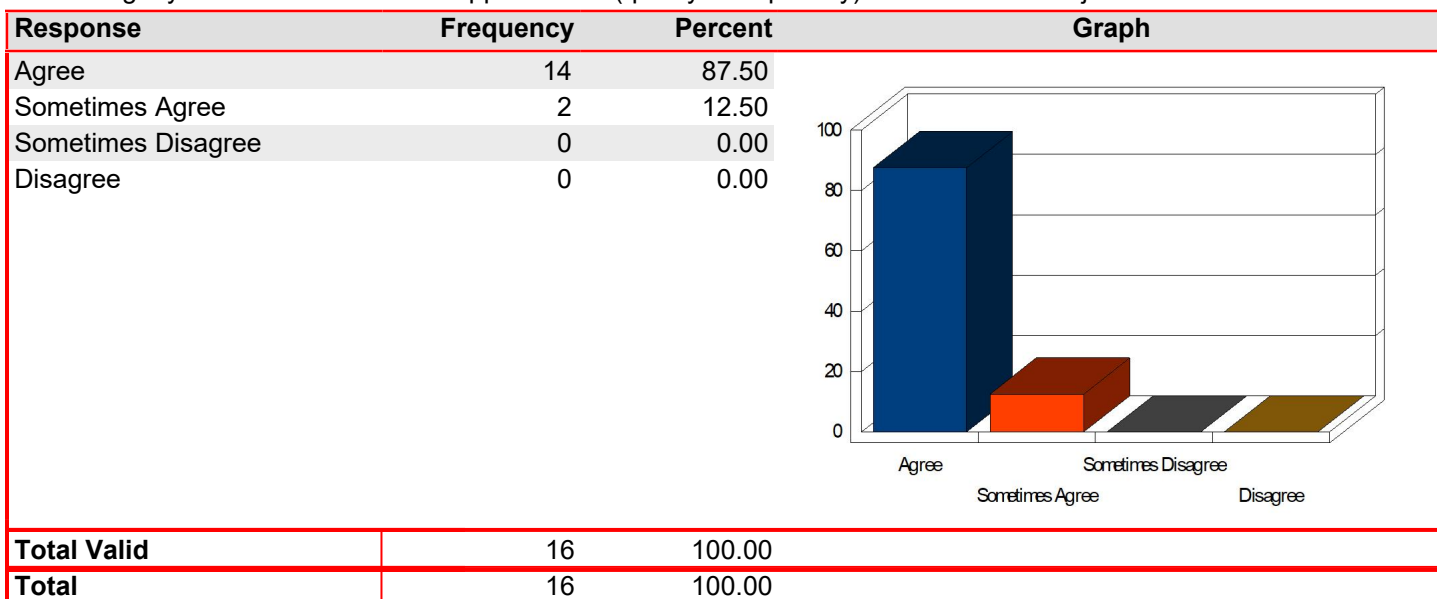 Response Frequency Percent Graph
Agree 14 87.50
Sometimes Agree 2 12.50
Sometimes Disagree 0 0.00
Disagree 0 0.00
100
80
60
40
20
0
Agree Sometimes Disagree
Sometimes Agree Disagree
Total Valid 16 100.00
Total 16 100.00